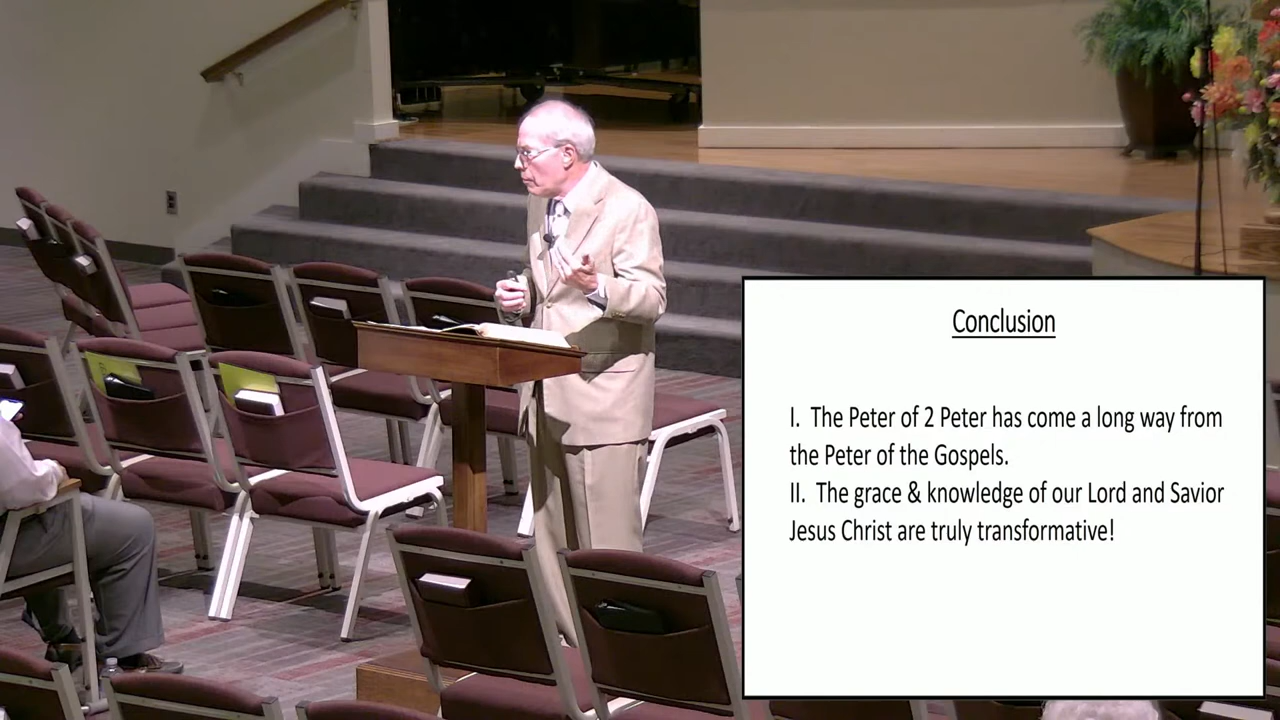 Conclusion
I. The Peter of 2 Peter has come a long way from
the Peter of the Gospels.
II. The grace & knowledge of our Lord and Savior
Jesus Christ are truly transformative!